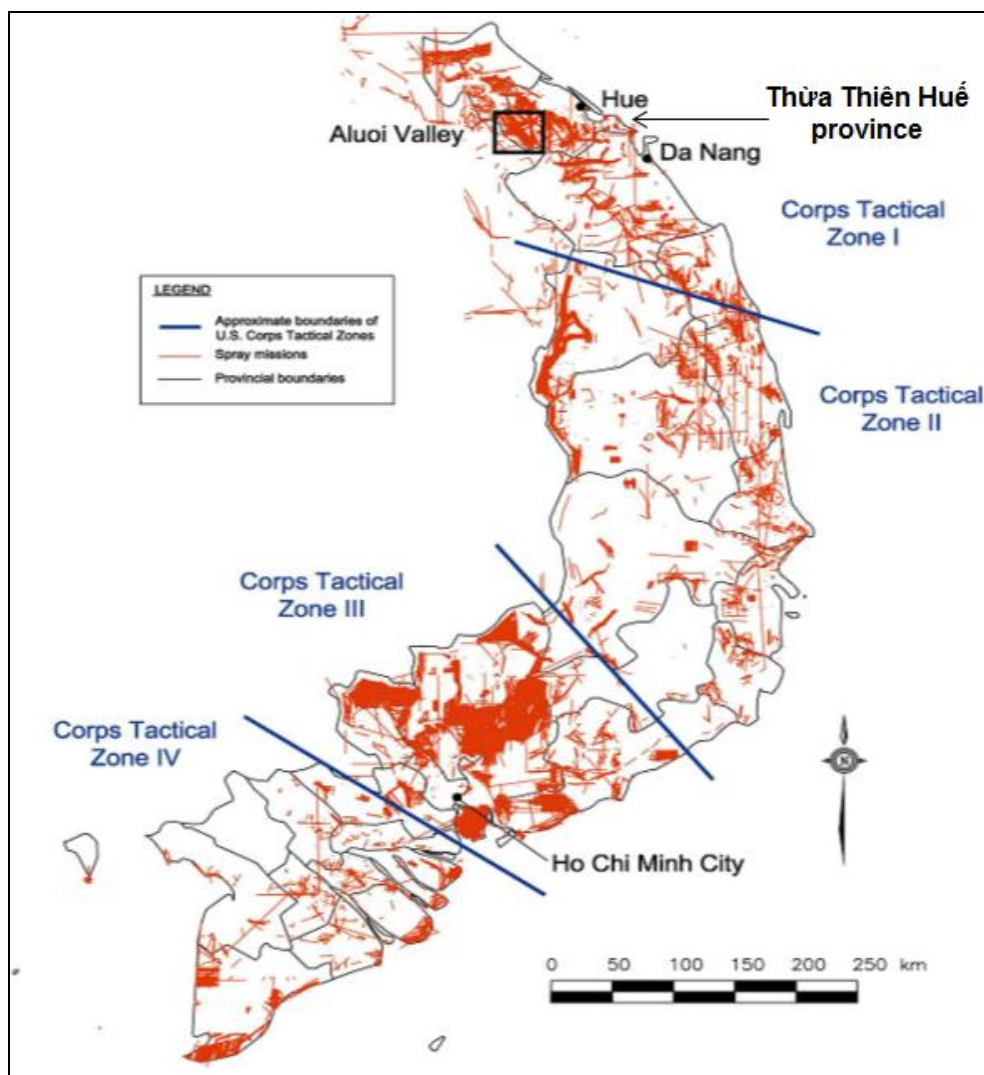 Hue
Thừa Thiên Huế
province
Aluoi Valley
Da Nang
Corps Tactical
Zone I
LEGEND
Approximate boundaries of
U.S. Corps Tactical Zones
Spray missions
Provincial boundaries
Corps Tactical
Zone II
Corps Tactical
Zone III
Corps Tactical
Zone IV
N
Ho Chi Minh City
0 50 100 150 200 250 km